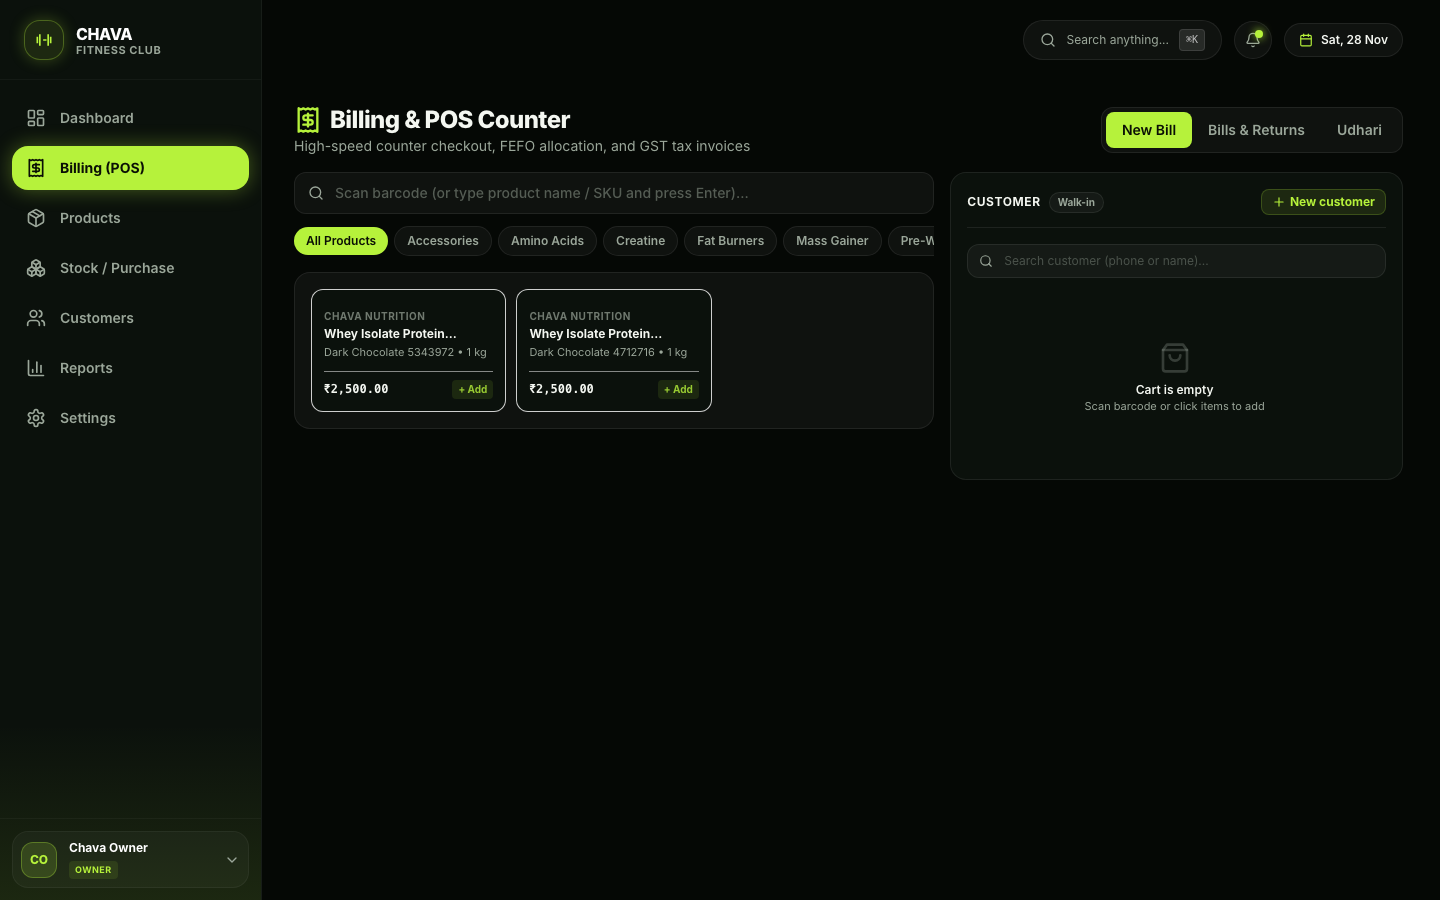 CHAVA
FITNESS CLUB
Search anything...
⌘K
Sat, 28 Nov
Dashboard
Billing (POS)
Products
Stock / Purchase
Customers
Reports
Settings
Billing & POS Counter
High-speed counter checkout, FEFO allocation, and GST tax invoices
New Bill
Bills & Returns
Udhari
Scan barcode (or type product name / SKU and press Enter)...
All Products
Accessories
Amino Acids
Creatine
Fat Burners
Mass Gainer
Pre-W
CHAVA NUTRITION
Whey Isolate Protein...
Dark Chocolate 5343972 • 1 kg
₹2,500.00
+ Add
CHAVA NUTRITION
Whey Isolate Protein...
Dark Chocolate 4712716 • 1 kg
₹2,500.00
+ Add
CUSTOMER
Walk-in
New customer
Search customer (phone or name)...
Cart is empty
Scan barcode or click items to add
CO
Chava Owner
OWNER